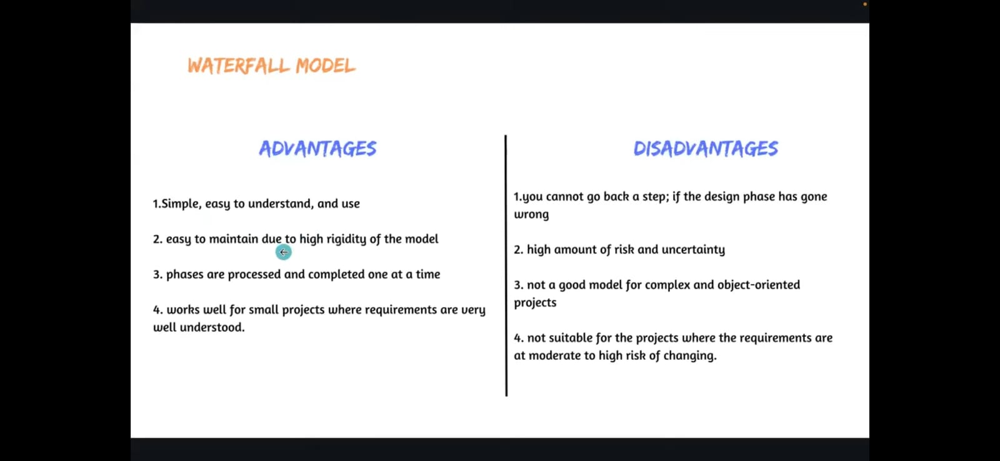 WATERFALL MODEL
ADVANTAGES
1.Simple, easy to understand, and use
2. easy to maintain due to high rigidity of the model
3. phases are processed and completed one at a time
4. works well for small projects where requirements are very
well understood.
DISADVANTAGES
1.you cannot go back a step; if the design phase has gone
wrong
2. high amount of risk and uncertainty
3. not a good model for complex and object-oriented
projects
4. not suitable for the projects where the requirements are
at moderate to high risk of changing.